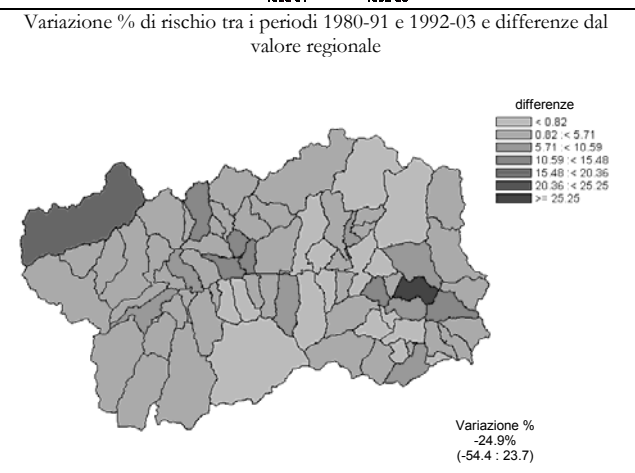 Variazione % di rischio tra i periodi 1980-91 e 1992-03 e differenze dal
valore regionale
differenze
< 0.82
0.82 :< 5.71
5.71 :< 10.59
10.59 :< 15.48
15.48 :< 20.36
20.36 :< 25.25
>= 25.25
Variazione %
-24.9%
(-54.4 : 23.7)